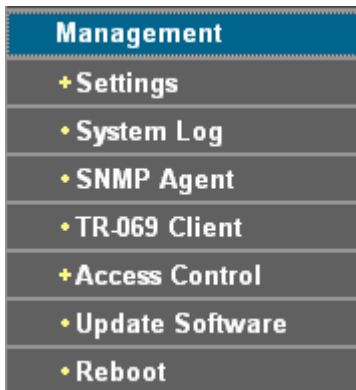 Management
+Settings
•System Log
•SNMP Agent
•TR-069 Client
+Access Control
•Update Software
•Reboot